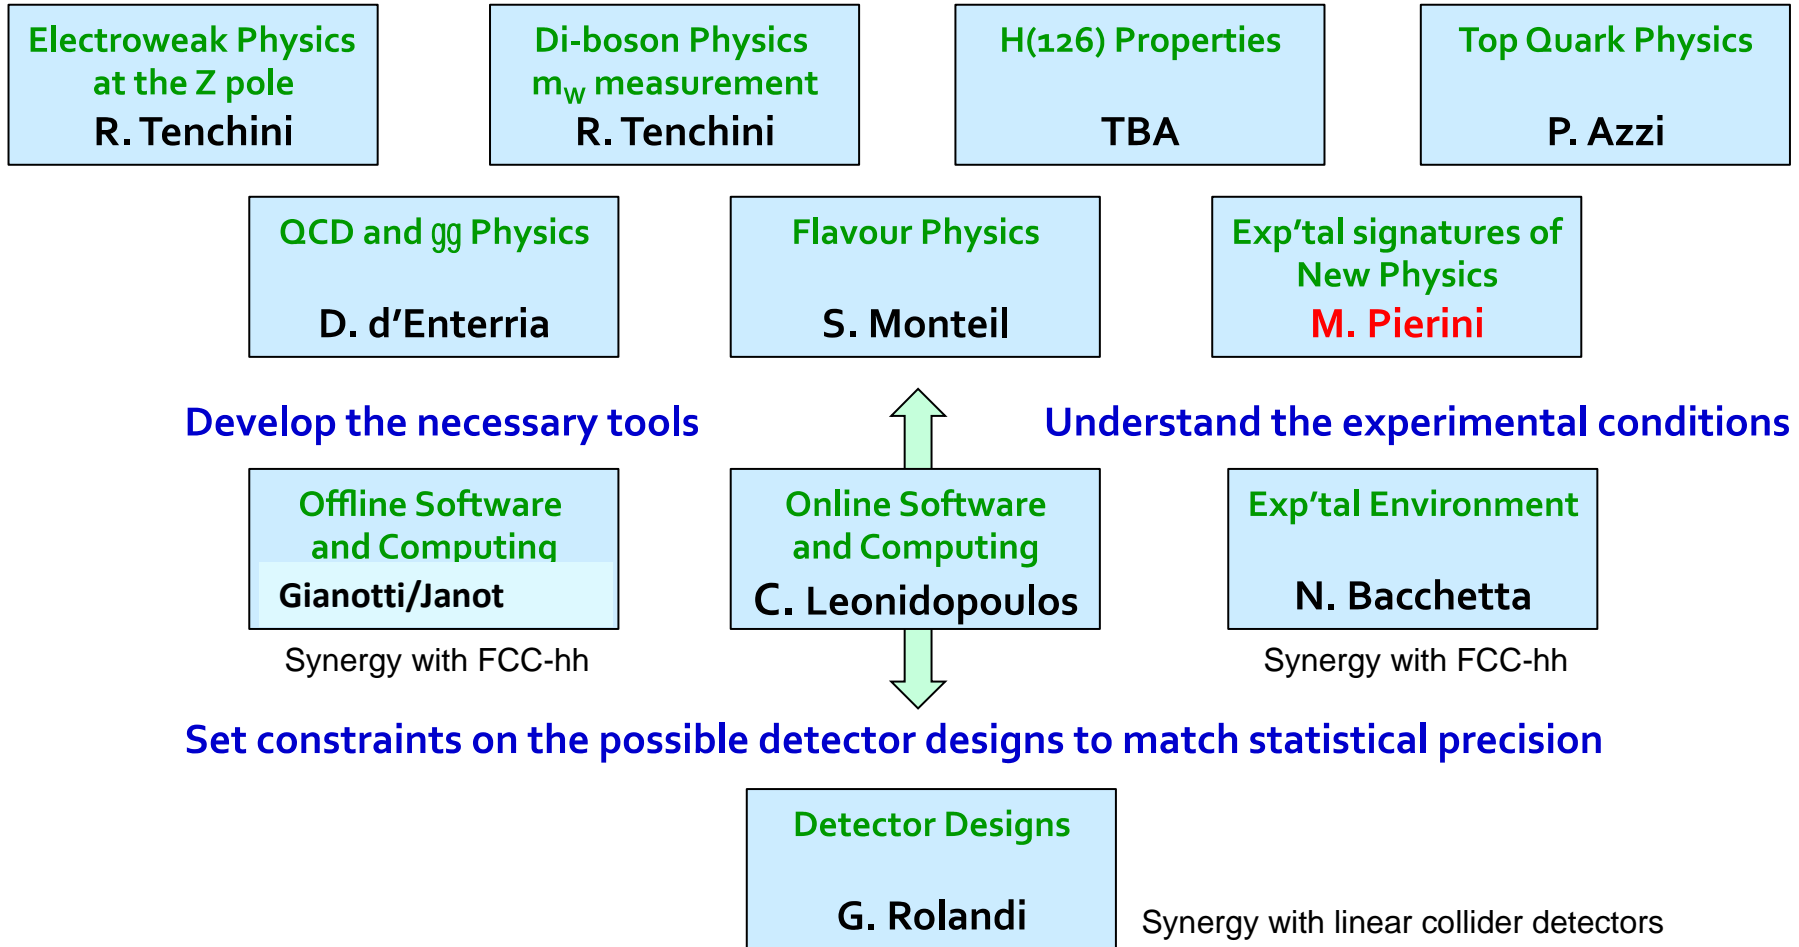 Electroweak Physics
at the Z pole
R. Tenchini
Di-boson Physics
mW measurement
R. Tenchini
H(126) Properties
TBA
Top Quark Physics
P. Azzi
QCD and gg Physics
D. d'Enterria
Flavour Physics
S. Monteil
Exp'tal signatures of
New Physics
M. Pierini
Develop the necessary tools
Understand the experimental conditions
Offline Software
and Computing
Gianotti/Janot
Synergy with FCC-hh
Online Software
and Computing
C. Leonidopoulos
Exp'tal Environment
N. Bacchetta
Synergy with FCC-hh
Set constraints on the possible detector designs to match statistical precision
Detector Designs
G. Rolandi
Synergy with linear collider detectors